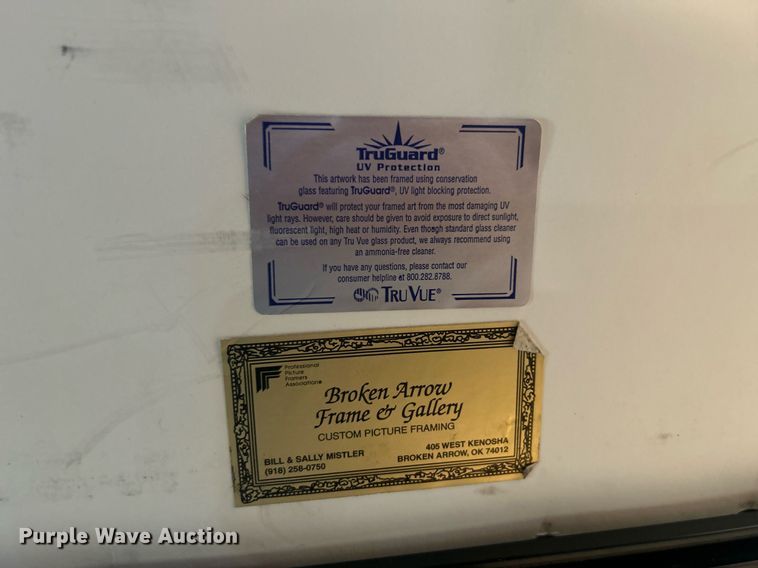 TruGuard®
UV Protection
This artwork has been framed using conservation
glass featuring TruGuard®, UV light blocking protection.
TruGuard® will protect your framed art from the most damaging UV
light rays. However, care should be given to avoid exposure to direct sunlight,
fluorescent light, high heat or humidity. Even though standard glass cleaner
can be used on any Tru Vue glass product, we always recommend using
an ammonia-free cleaner.
If you have any questions, please contact our
consumer helpline at 800.282.8788.
TRU VUE®
Professional
Picture
Framers
Association®
Broken Arrow
Frame & Gallery
CUSTOM PICTURE FRAMING
BILL & SALLY MISTLER
(918) 258-0750
405 WEST KENOSHA
BROKEN ARROW, OK 74012
Purple Wave Auction